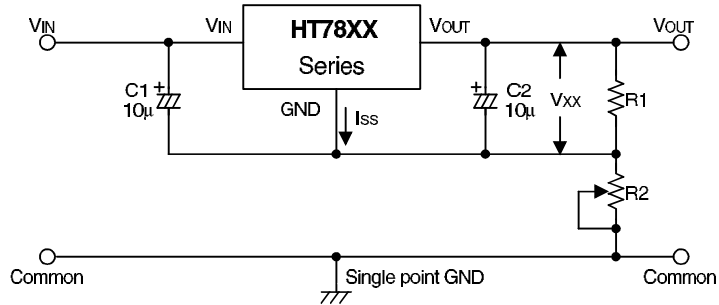 VIN
VIN
HT78XX
Series
VOUT
VOUT
C1
10μ
GND
ISS
C2
10μ
VXX
R1
R2
Common
Single point GND
Common